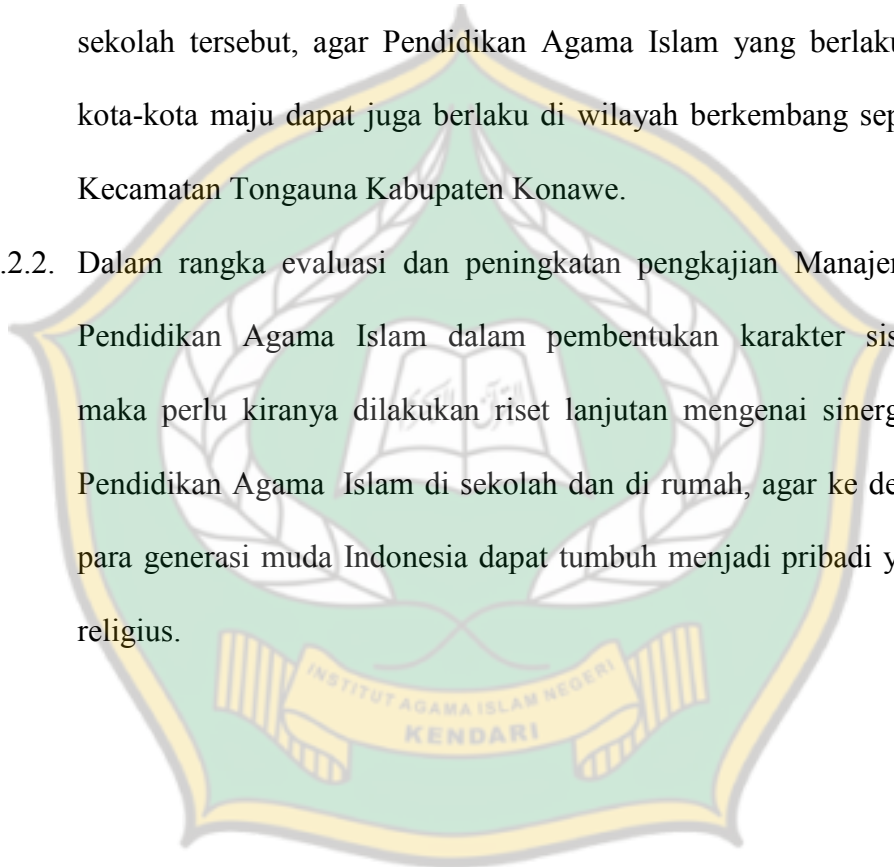 sekolah tersebut, agar Pendidikan Agama Islam yang berlaku
kota-kota maju dapat juga berlaku di wilayah berkembang sep
Kecamatan Tongauna Kabupaten Konawe.
.2.2. Dalam rangka evaluasi dan peningkatan pengkajian Manajer
Pendidikan Agama Islam dalam pembentukan karakter sis
maka perlu kiranya dilakukan riset lanjutan mengenai sinerg
Pendidikan Agama Islam di sekolah dan di rumah, agar ke de
para generasi muda Indonesia dapat tumbuh menjadi pribadi y
religius.
INSTITUT AGAMA ISLAM NEGERI
KENDARI